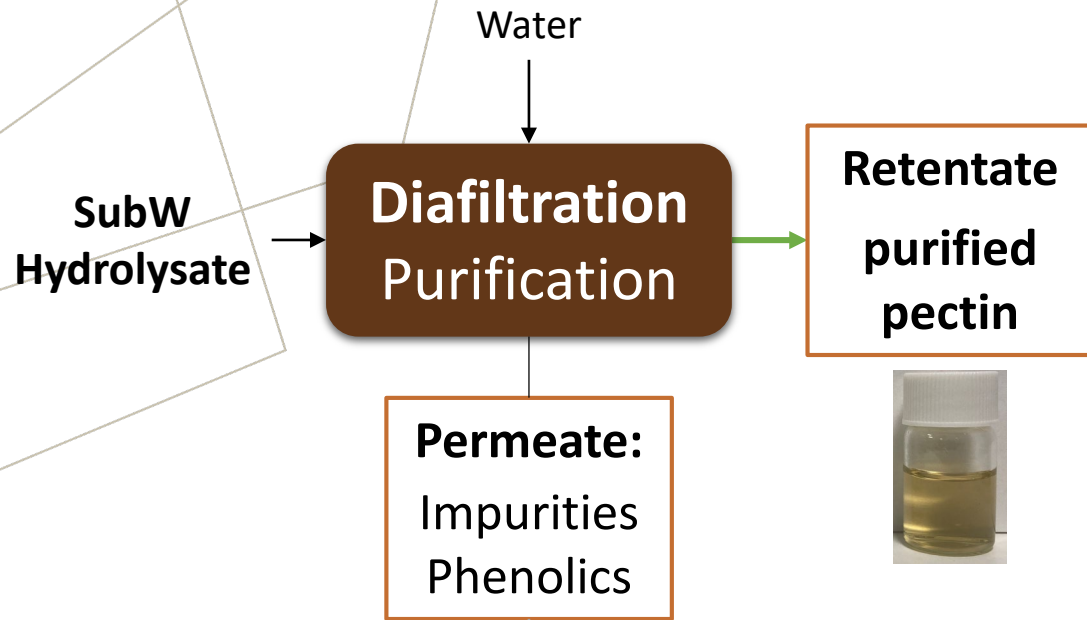 Water
SubW
Hydrolysate
Diafiltration
Purification
Retentate
purified
pectin
Permeate:
Impurities
Phenolics